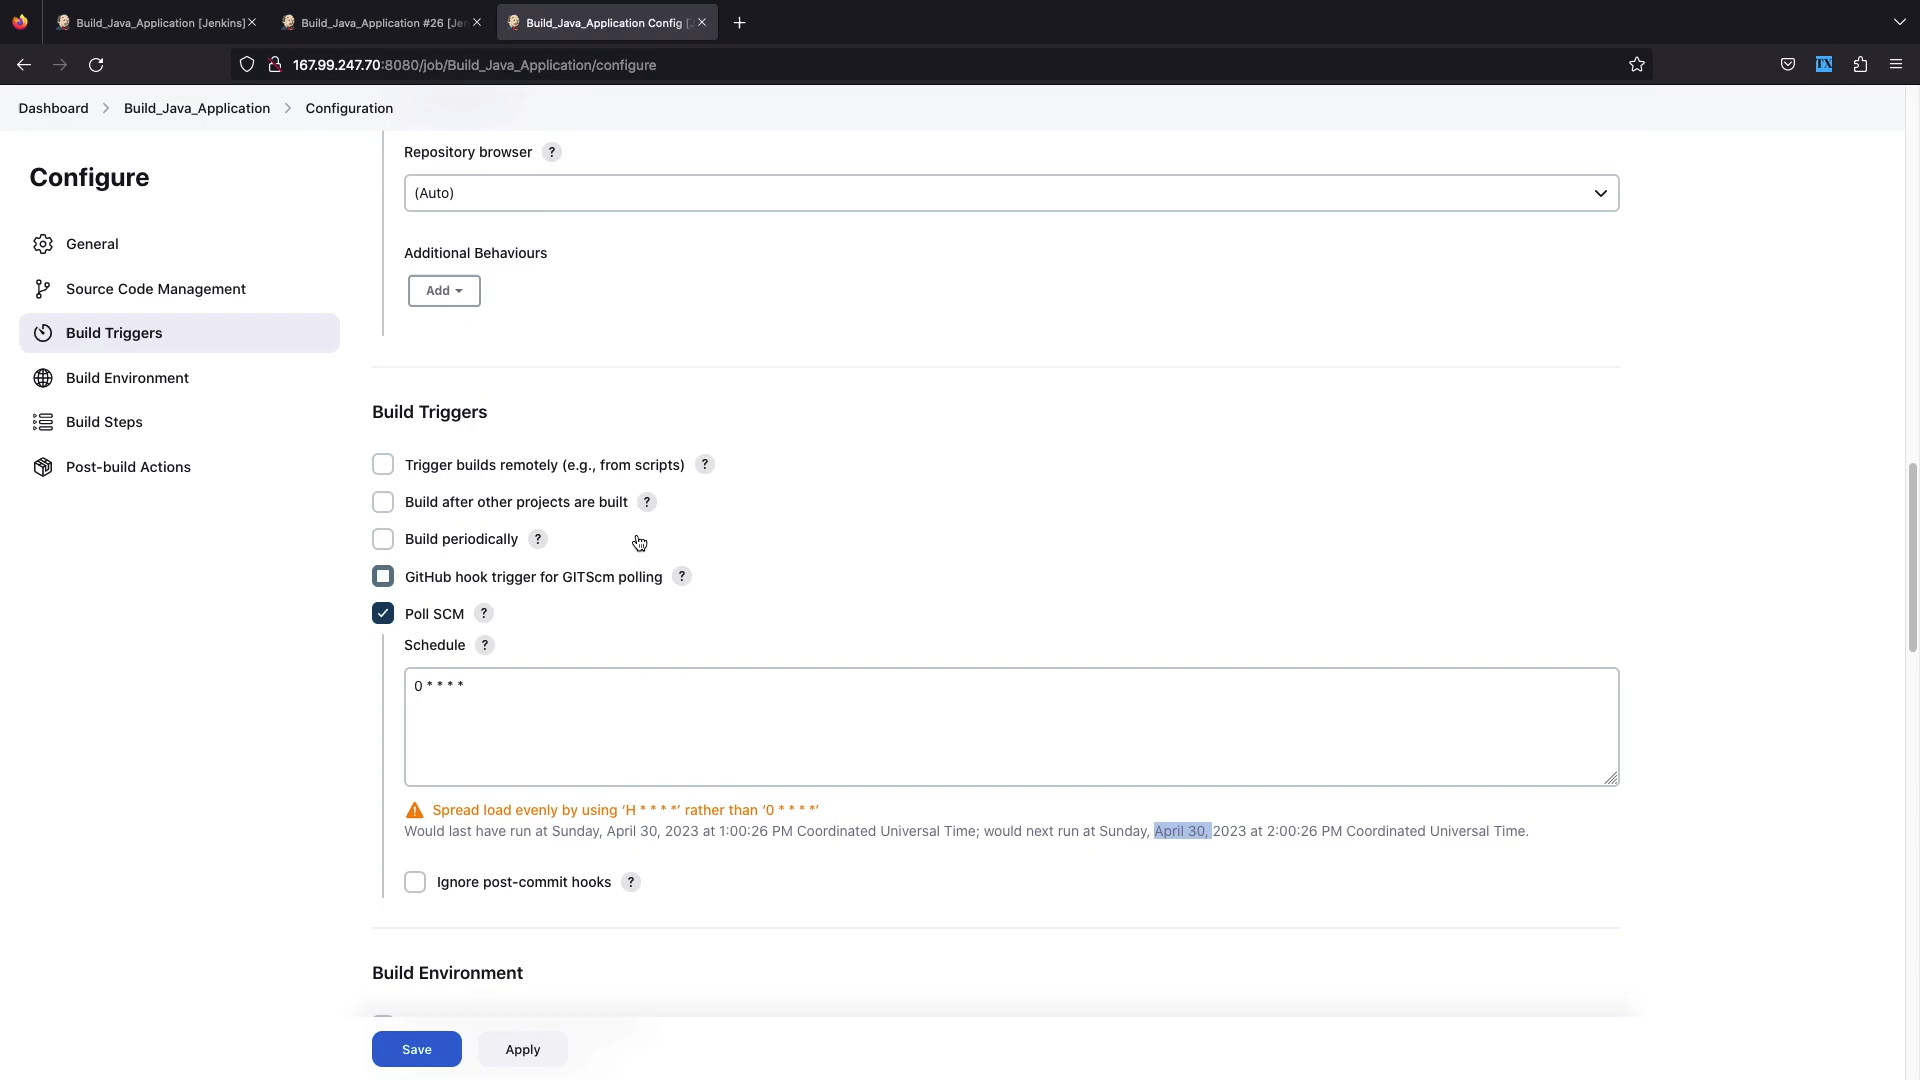 Build_Java_Application [Jenkins]
Build_Java_Application #26 [Jer
Build_Java_Application Config [
167.99.247.70:8080/job/Build_Java_Application/configure
Dashboard
Build_Java_Application
Configuration
Configure
General
Source Code Management
Build Triggers
Build Environment
Build Steps
Post-build Actions
Repository browser ?
(Auto)
Additional Behaviours
Add
Build Triggers
Trigger builds remotely (e.g., from scripts) ?
Build after other projects are built ?
Build periodically ?
GitHub hook trigger for GITScm polling ?
Poll SCM ?
Schedule ?
0 * * * *
Spread load evenly by using ‘H * * * *’ rather than ‘0 * * * *’
Would last have run at Sunday, April 30, 2023 at 1:00:26 PM Coordinated Universal Time; would next run at Sunday, April 30, 2023 at 2:00:26 PM Coordinated Universal Time.
Ignore post-commit hooks ?
Build Environment
Save
Apply